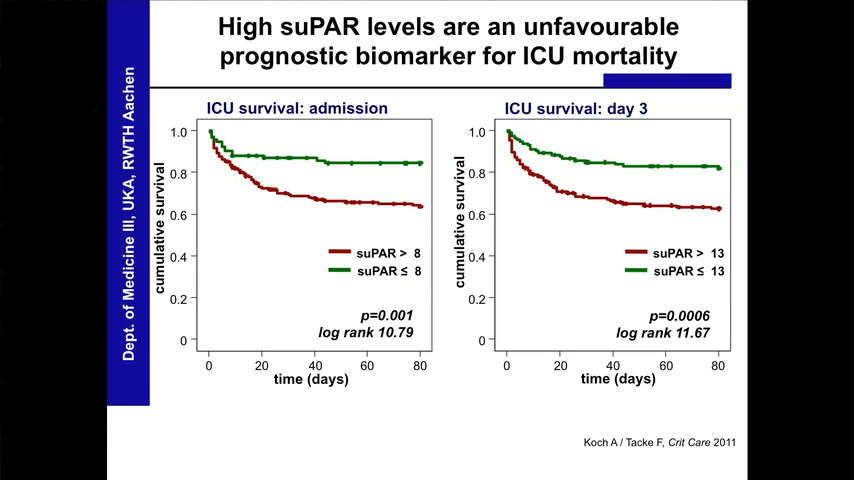 High suPAR levels are an unfavourable
prognostic biomarker for ICU mortality
Dept. of Medicine III, UKA, RWTH Aachen
ICU survival: admission
cumulative survival
1.0
0.8
0.6
0.4
0.2
0
suPAR > 8
suPAR ≤ 8
p=0.001
log rank 10.79
0 20 40 60 80
time (days)
ICU survival: day 3
cumulative survival
1.0
0.8
0.6
0.4
0.2
0
suPAR > 13
suPAR ≤ 13
p=0.0006
log rank 11.67
0 20 40 60 80
time (days)
Koch A / Tacke F, Crit Care 2011